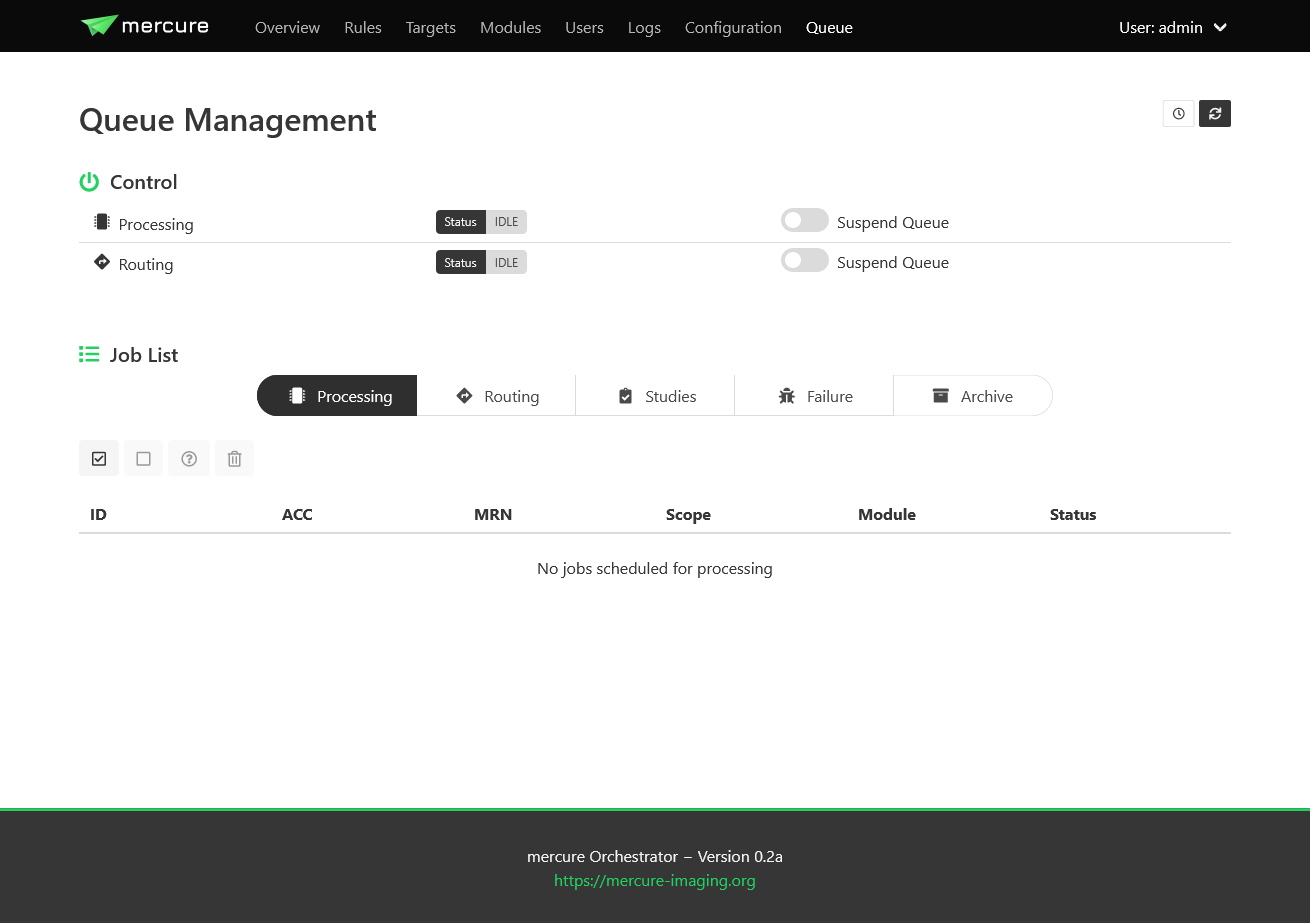 mercure Overview Rules Targets Modules Users Logs Configuration Queue User: admin
Queue Management
Control
Processing Status IDLE Suspend Queue
Routing Status IDLE Suspend Queue
Job List
Processing Routing Studies Failure Archive
ID ACC MRN Scope Module Status
No jobs scheduled for processing
mercure Orchestrator – Version 0.2a
https://mercure-imaging.org